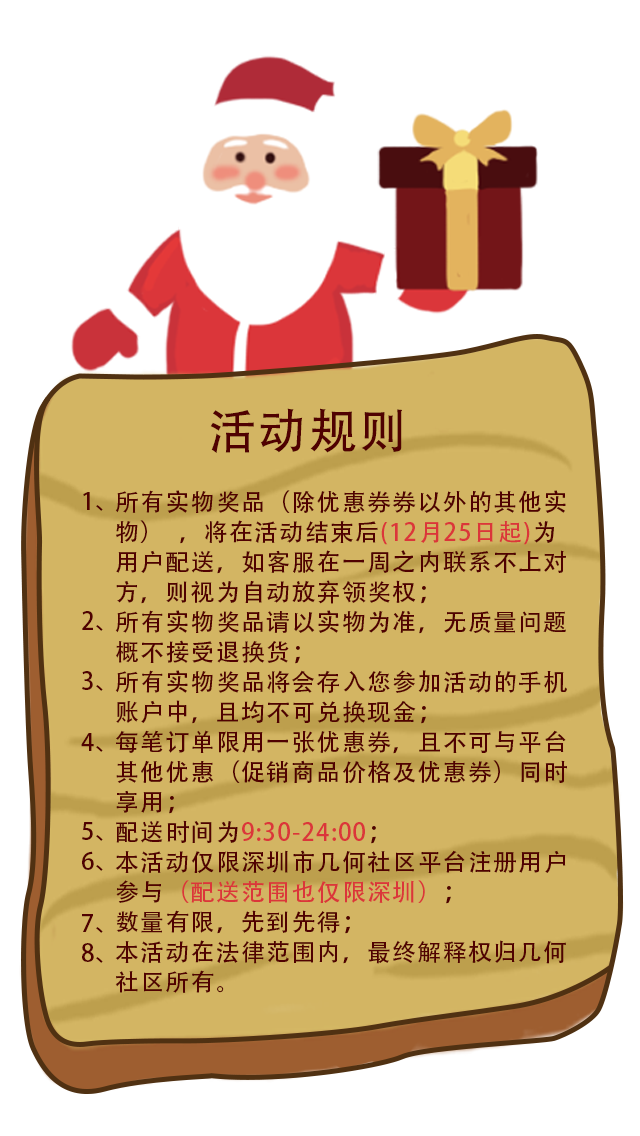 活动规则
1、所有实物奖品（除优惠券券以外的其他实
物），将在活动结束后(12月25日起)为
用户配送，如客服在一周之内联系不上对
方，则视为自动放弃领奖权；
2、所有实物奖品请以实物为准，无质量问题
概不接受退换货；
3、所有实物奖品将会存入您参加活动的手机
账户中，且均不可兑换现金；
4、每笔订单限用一张优惠券，且不可与平台
其他优惠（促销商品价格及优惠券）同时
享用；
5、配送时间为9:30-24:00；
6、本活动仅限深圳市几何社区平台注册用户
参与（配送范围也仅限深圳）；
7、数量有限，先到先得；
8、本活动在法律范围内，最终解释权归几何
社区所有。